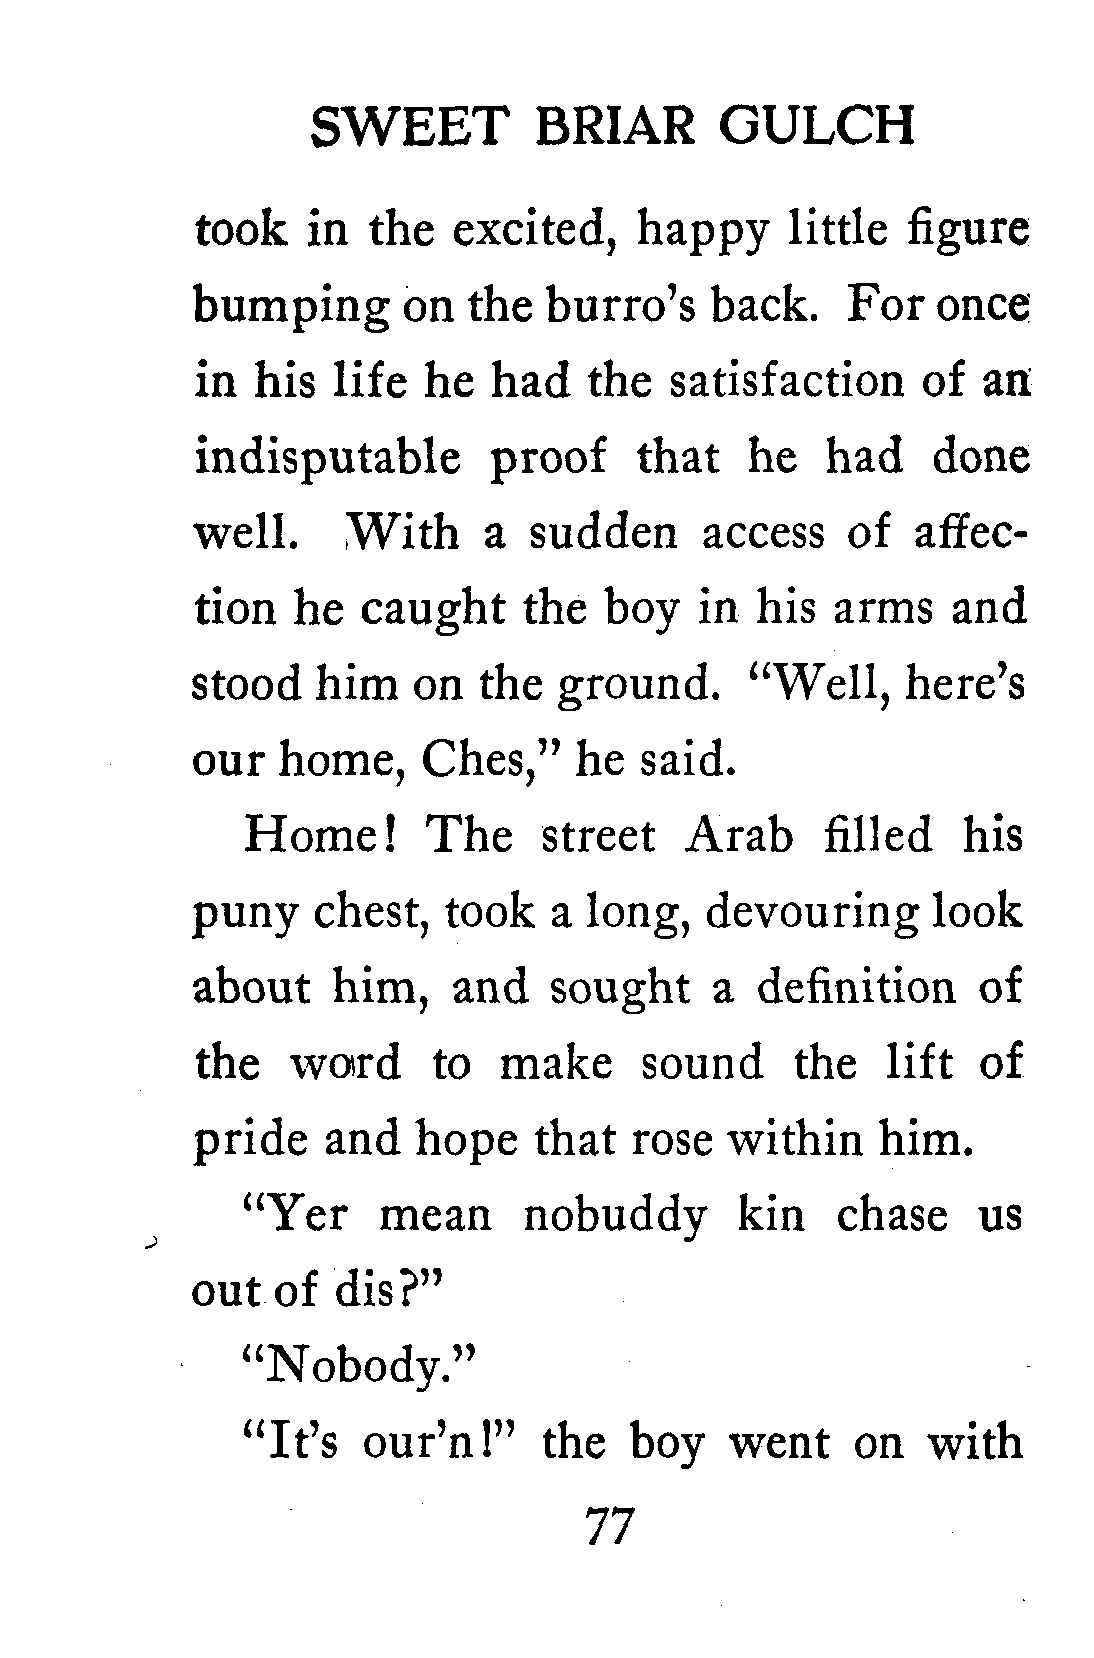 SWEET BRIAR GULCH
took in the excited, happy little figure
bumping on the burro's back. For once
in his life he had the satisfaction of an
indisputable proof that he had done
well. With a sudden access of affec-
tion he caught the boy in his arms and
stood him on the ground. "Well, here's
our home, Ches," he said.
Home! The street Arab filled his
puny chest, took a long, devouring look
about him, and sought a definition of
the word to make sound the lift of
pride and hope that rose within him.
"Yer mean nobuddy kin chase us
out of dis?"
"Nobody."
"It's our'n!" the boy went on with
77